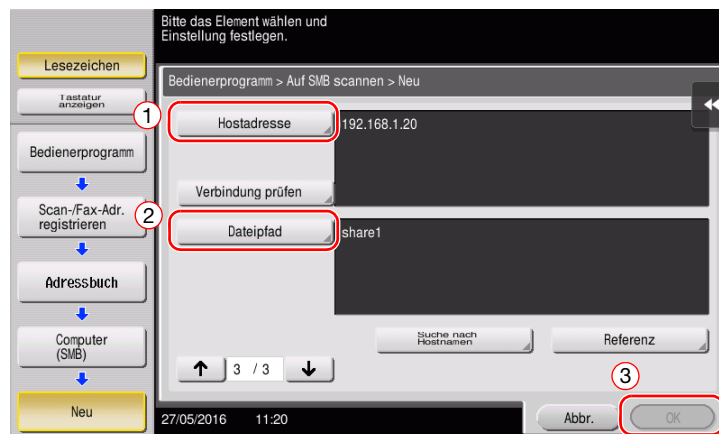 Bitte das Element wählen und
Einstellung festlegen.
Lesezeichen
Tastatur
anzeigen
Bedienerprogramm > Auf SMB scannen > Neu
1
Hostadresse
192.168.1.20
Bedienerprogramm
Verbindung prüfen
Scan-/Fax-Adr.
registrieren
2
Dateipfad
share1
Adressbuch
Computer
(SMB)
Suche nach
Hostnamen
Referenz
3 / 3
3
Neu
27/05/2016 11:20
Abbr.
OK